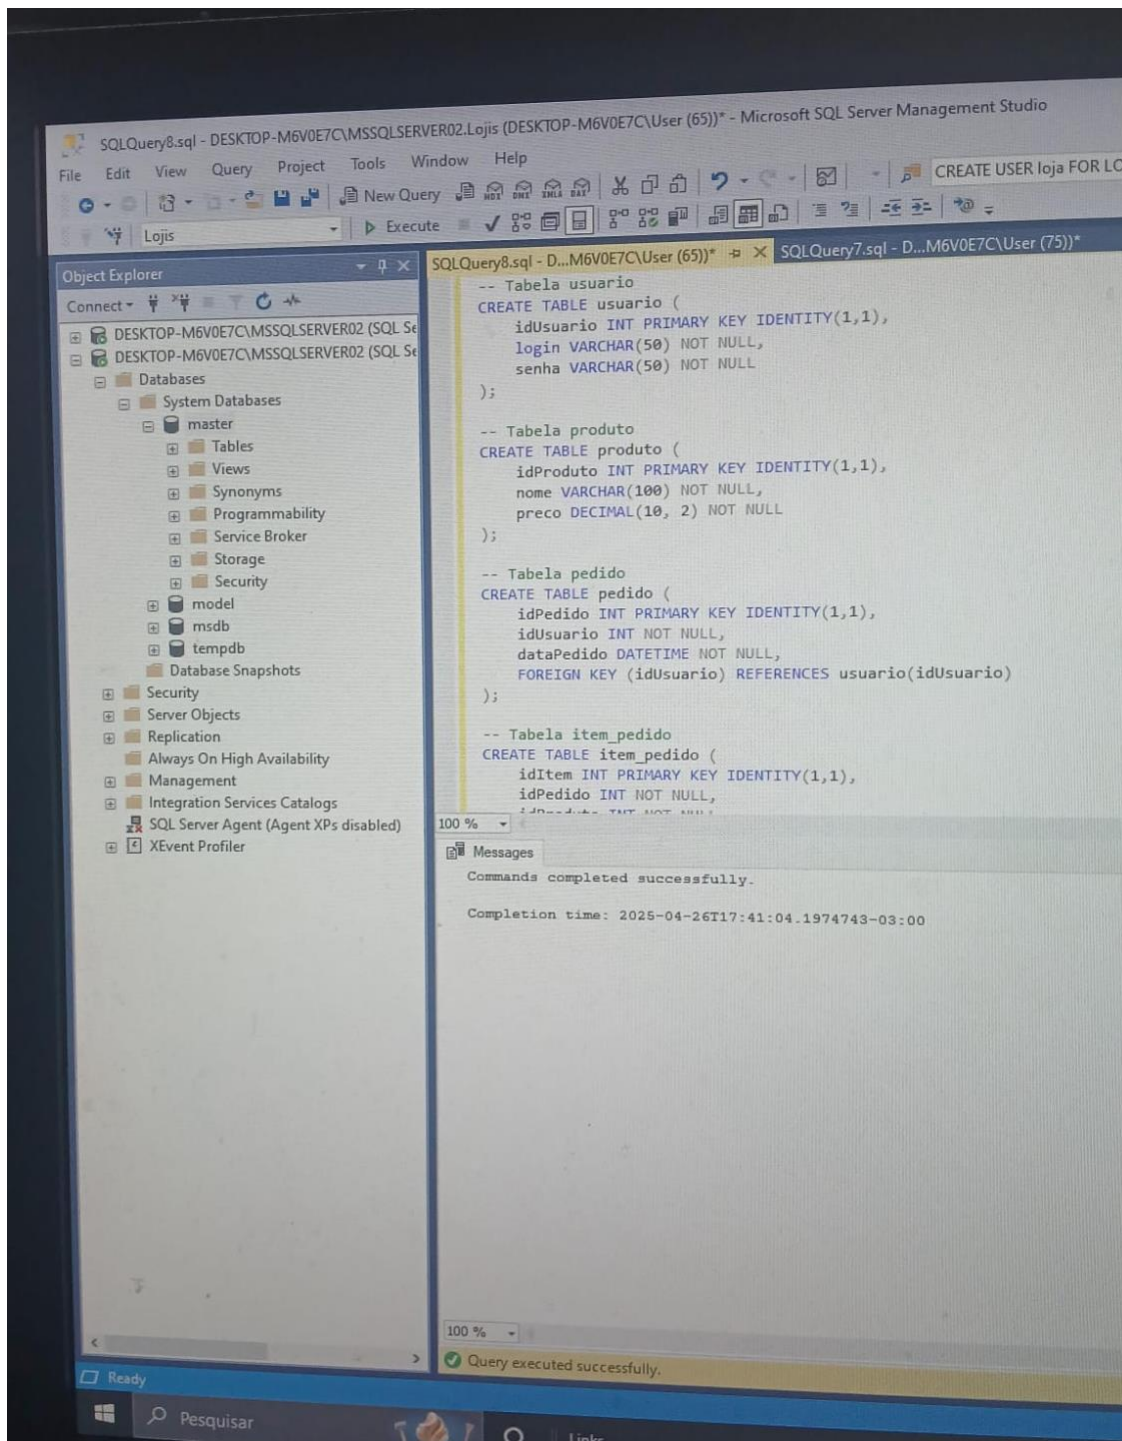 SQLQuery8.sql - DESKTOP-M6V0E7C\MSSQLSERVER02.Lojis (DESKTOP-M6V0E7C\User (65))* - Microsoft SQL Server Management Studio
File Edit View Query Project Tools Window Help
New Query MDX DMX XMLA DAX CREATE USER loja FOR LO
Lojis Execute
Object Explorer
Connect
DESKTOP-M6V0E7C\MSSQLSERVER02 (SQL Se
DESKTOP-M6V0E7C\MSSQLSERVER02 (SQL Se
Databases
System Databases
master
Tables
Views
Synonyms
Programmability
Service Broker
Storage
Security
model
msdb
tempdb
Database Snapshots
Security
Server Objects
Replication
Always On High Availability
Management
Integration Services Catalogs
SQL Server Agent (Agent XPs disabled)
XEvent Profiler
SQLQuery8.sql - D...M6V0E7C\User (65))* SQLQuery7.sql - D...M6V0E7C\User (75))*
-- Tabela usuario
CREATE TABLE usuario (
idUsuario INT PRIMARY KEY IDENTITY(1,1),
login VARCHAR(50) NOT NULL,
senha VARCHAR(50) NOT NULL
);
-- Tabela produto
CREATE TABLE produto (
idProduto INT PRIMARY KEY IDENTITY(1,1),
nome VARCHAR(100) NOT NULL,
preco DECIMAL(10, 2) NOT NULL
);
-- Tabela pedido
CREATE TABLE pedido (
idPedido INT PRIMARY KEY IDENTITY(1,1),
idUsuario INT NOT NULL,
dataPedido DATETIME NOT NULL,
FOREIGN KEY (idUsuario) REFERENCES usuario(idUsuario)
);
-- Tabela item_pedido
CREATE TABLE item_pedido (
idItem INT PRIMARY KEY IDENTITY(1,1),
idPedido INT NOT NULL,
100 %
Messages
Commands completed successfully.
Completion time: 2025-04-26T17:41:04.1974743-03:00
100 %
Query executed successfully.
Ready
Pesquisar
Links